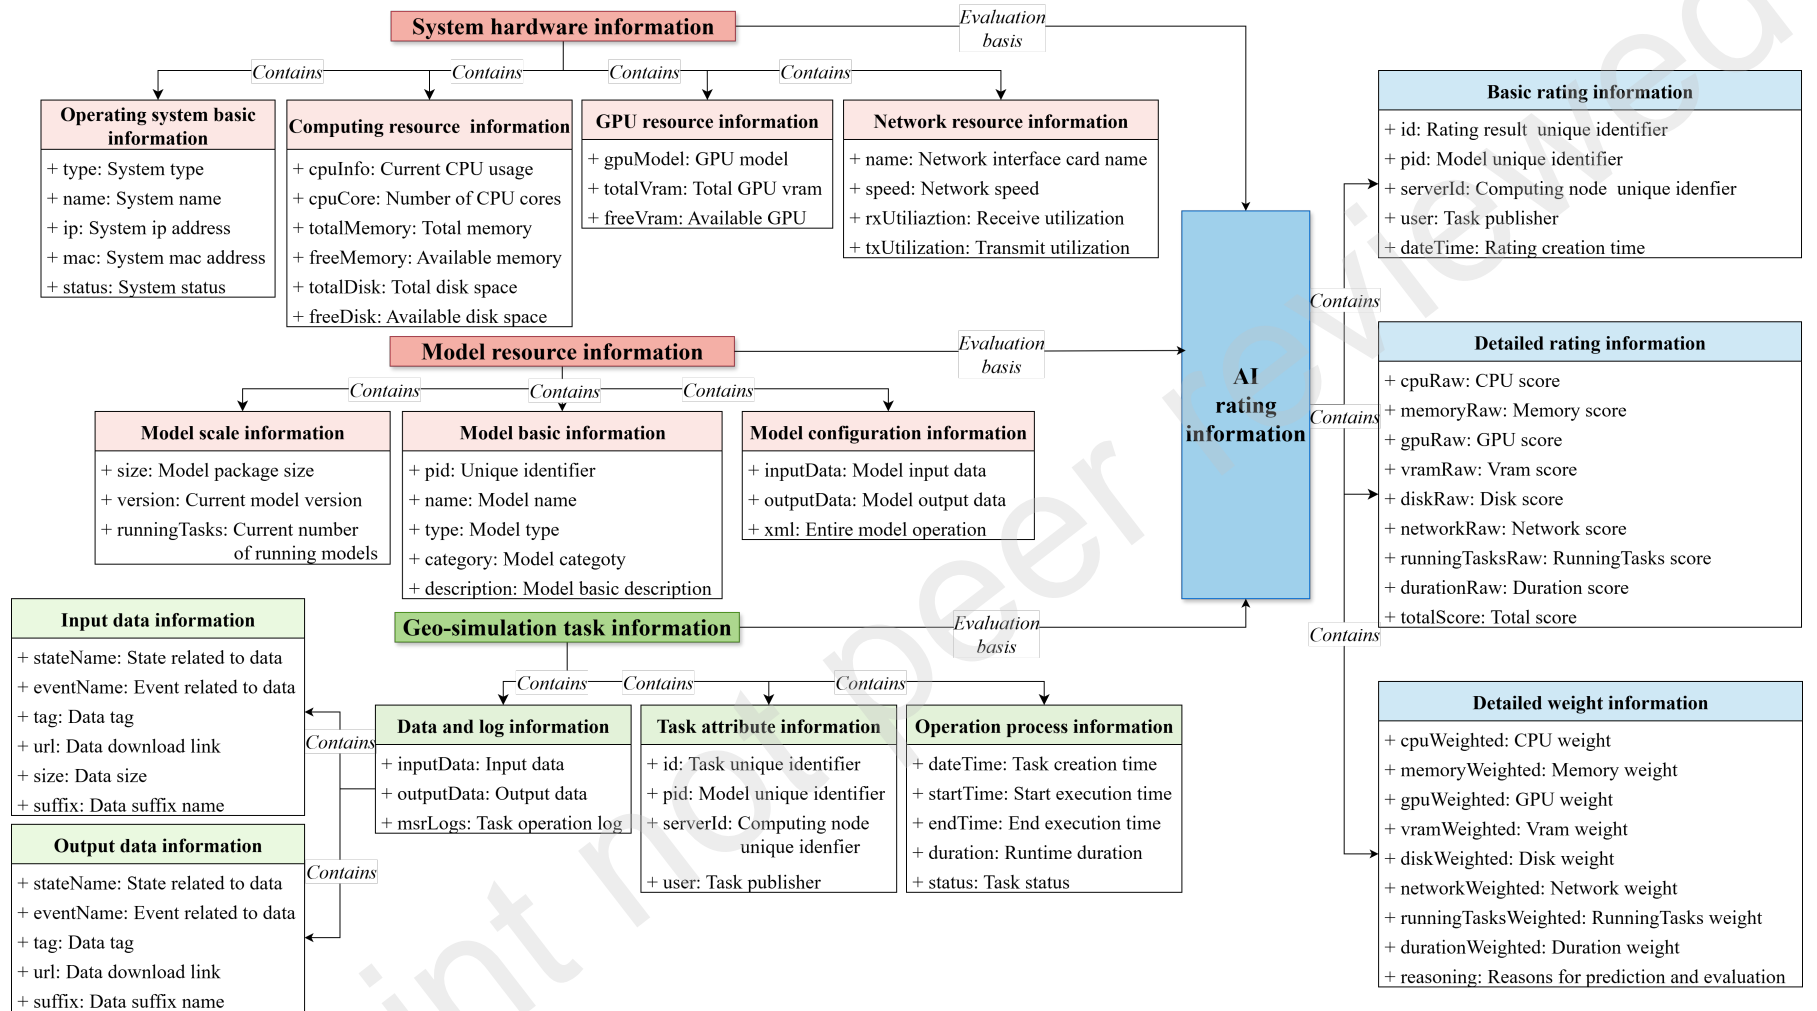 System hardware information
Evaluation
basis
Contains
Contains
Contains
Contains
Operating system basic
information
+ type: System type
+ name: System name
+ ip: System ip address
+ mac: System mac address
+ status: System status
Computing resource information
+ cpuInfo: Current CPU usage
+ cpuCore: Number of CPU cores
+ totalMemory: Total memory
+ freeMemory: Available memory
+ totalDisk: Total disk space
+ freeDisk: Available disk space
GPU resource information
+ gpuModel: GPU model
+ totalVram: Total GPU vram
+ freeVram: Available GPU
Network resource information
+ name: Network interface card name
+ speed: Network speed
+ rxUtiliaztion: Receive utilization
+ txUtilization: Transmit utilization
Model resource information
Evaluation
basis
Contains
Contains
Contains
Model scale information
+ size: Model package size
+ version: Current model version
+ runningTasks: Current number
of running models
Model basic information
+ pid: Unique identifier
+ name: Model name
+ type: Model type
+ category: Model categoty
+ description: Model basic description
Model configuration information
+ inputData: Model input data
+ outputData: Model output data
+ xml: Entire model operation
Geo-simulation task information
Evaluation
basis
Contains
Contains
Contains
Input data information
+ stateName: State related to data
+ eventName: Event related to data
+ tag: Data tag
+ url: Data download link
+ size: Data size
+ suffix: Data suffix name
Contains
Contains
Output data information
+ stateName: State related to data
+ eventName: Event related to data
+ tag: Data tag
+ url: Data download link
+ suffix: Data suffix name
Data and log information
+ inputData: Input data
+ outputData: Output data
+ msrLogs: Task operation log
Task attribute information
+ id: Task unique identifier
+ pid: Model unique identifier
+ serverId: Computing node
unique idenfier
+ user: Task publisher
Operation process information
+ dateTime: Task creation time
+ startTime: Start execution time
+ endTime: End execution time
+ duration: Runtime duration
+ status: Task status
AI
rating
information
Contains
Contains
Contains
Basic rating information
+ id: Rating result unique identifier
+ pid: Model unique identifier
+ serverId: Computing node unique idenfier
+ user: Task publisher
+ dateTime: Rating creation time
Detailed rating information
+ cpuRaw: CPU score
+ memoryRaw: Memory score
+ gpuRaw: GPU score
+ vramRaw: Vram score
+ diskRaw: Disk score
+ networkRaw: Network score
+ runningTasksRaw: RunningTasks score
+ durationRaw: Duration score
+ totalScore: Total score
Detailed weight information
+ cpuWeighted: CPU weight
+ memoryWeighted: Memory weight
+ gpuWeighted: GPU weight
+ vramWeighted: Vram weight
+ diskWeighted: Disk weight
+ networkWeighted: Network weight
+ runningTasksWeighted: RunningTasks weight
+ durationWeighted: Duration weight
+ reasoning: Reasons for prediction and evaluation
int not peer reviewed